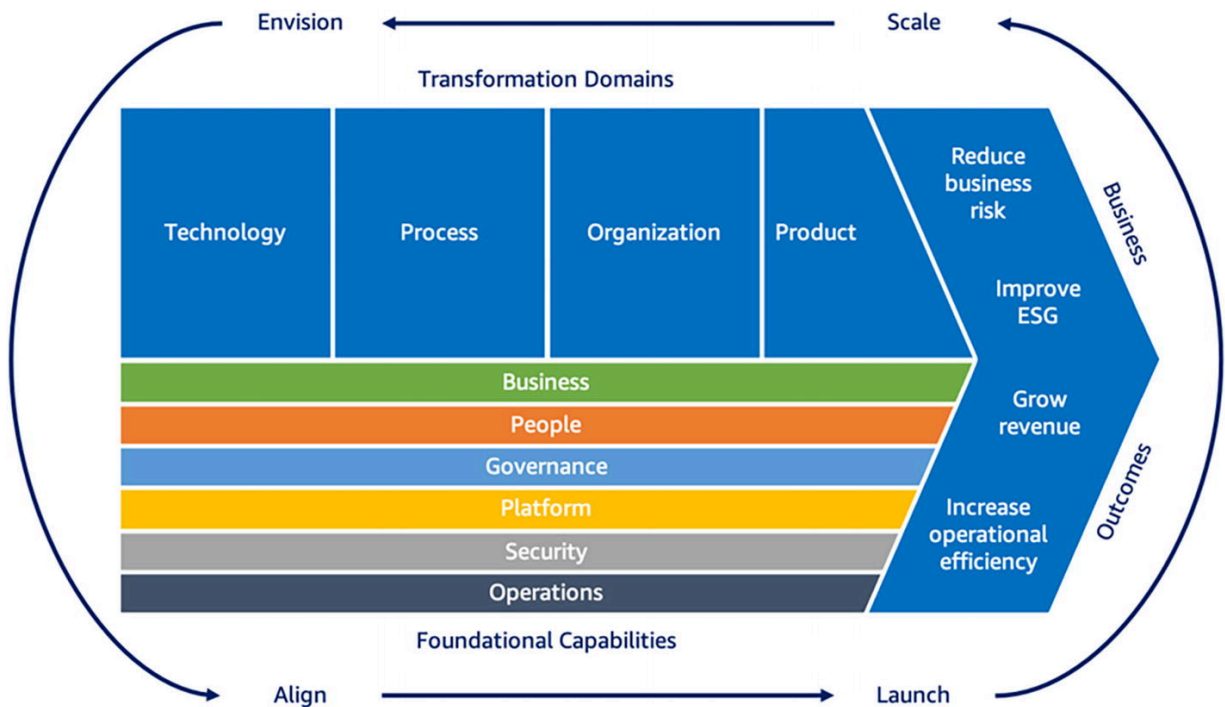 Envision
Scale
Transformation Domains
Technology
Process
Organization
Product
Reduce
business
risk
Improve
ESG
Grow
revenue
Increase
operational
efficiency
Business
Outcomes
Business
People
Governance
Platform
Security
Operations
Foundational Capabilities
Align
Launch